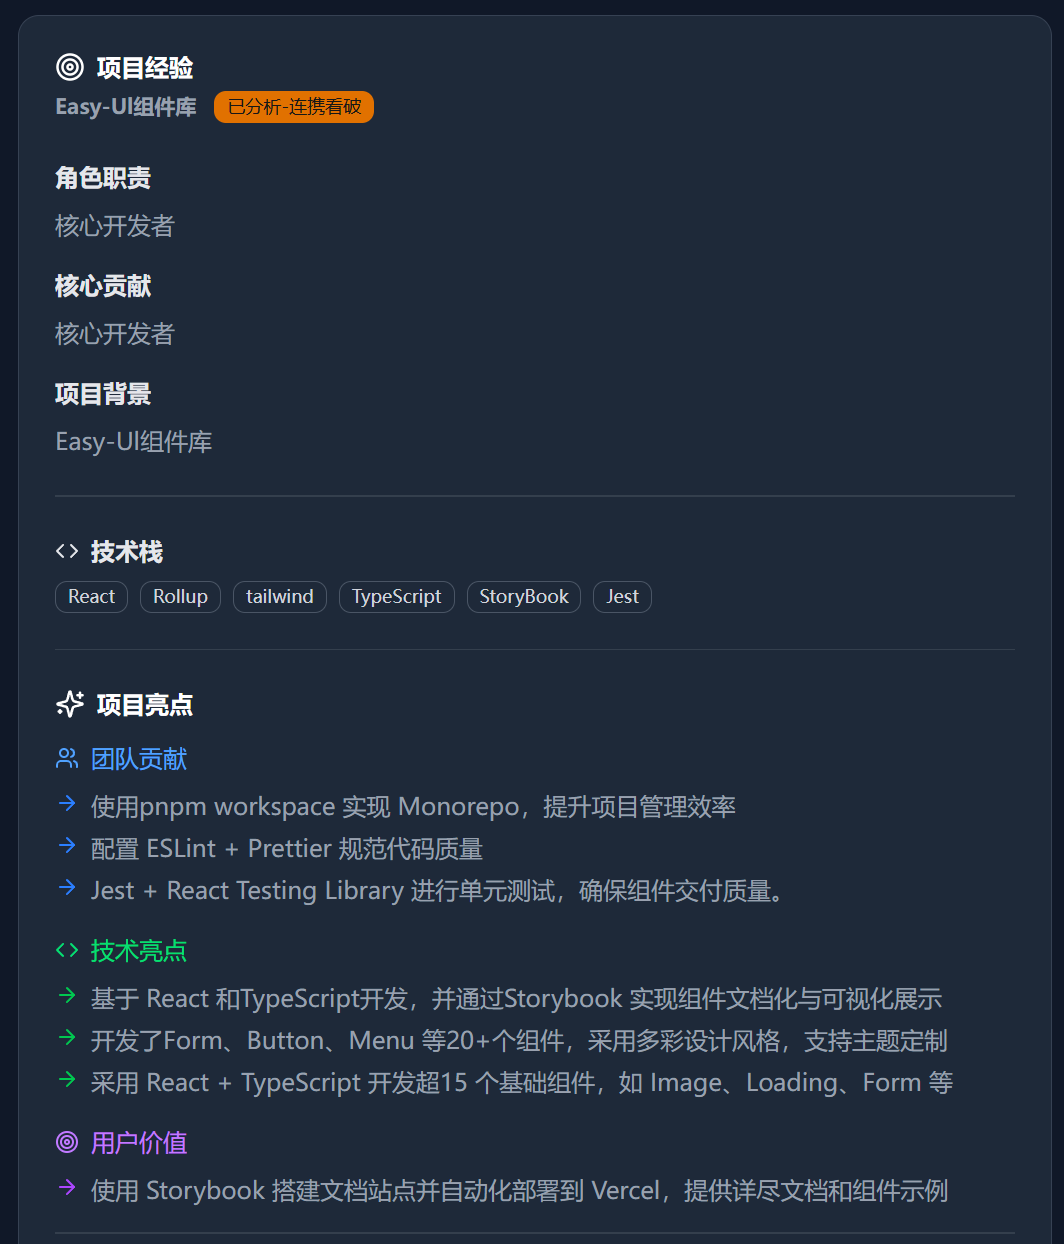 项目经验
Easy-UI组件库 已分析-连携看破
角色职责
核心开发者
核心贡献
核心开发者
项目背景
Easy-UI组件库
技术栈
React Rollup tailwind TypeScript StoryBook Jest
项目亮点
团队贡献
使用pnpm workspace 实现 Monorepo，提升项目管理效率
配置 ESLint + Prettier 规范代码质量
Jest + React Testing Library 进行单元测试，确保组件交付质量。
技术亮点
基于 React 和TypeScript开发，并通过Storybook 实现组件文档化与可视化展示
开发了Form、Button、Menu 等20+个组件，采用多彩设计风格，支持主题定制
采用 React + TypeScript 开发超15 个基础组件，如 Image、Loading、Form 等
用户价值
使用 Storybook 搭建文档站点并自动化部署到 Vercel，提供详尽文档和组件示例